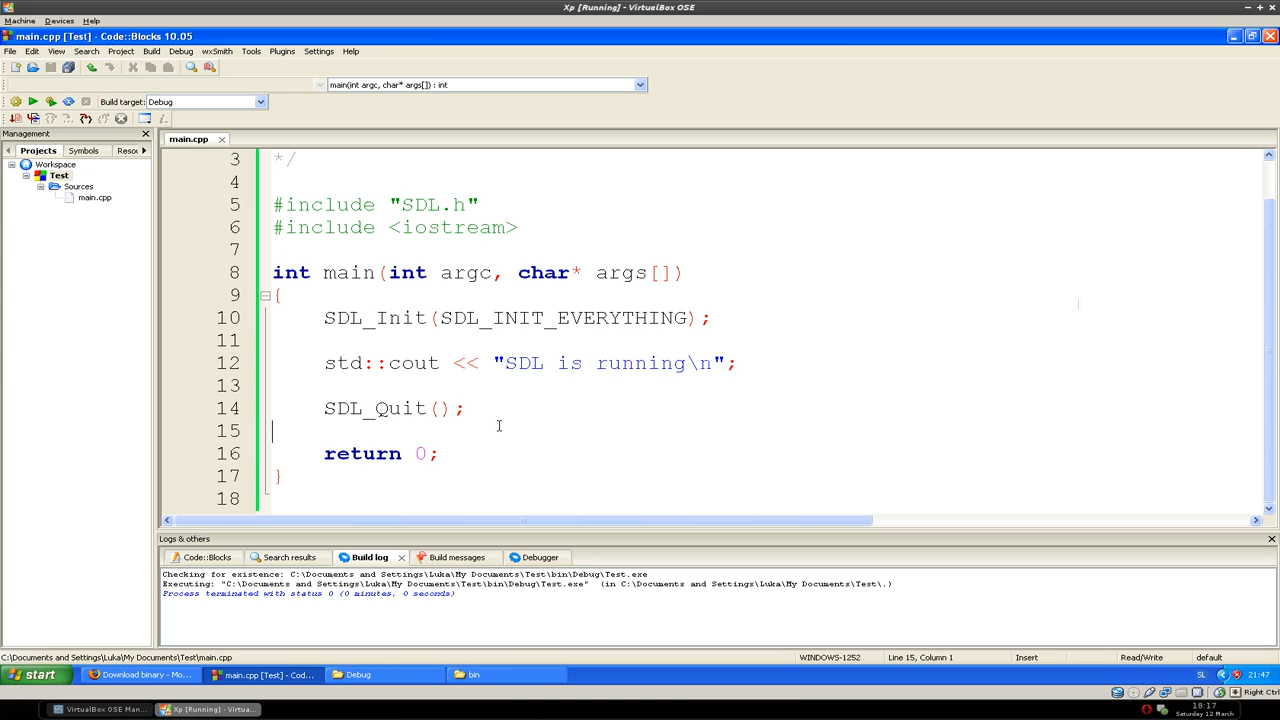 Xp [Running] - VirtualBox OSE
Machine Devices Help
main.cpp [Test] - Code::Blocks 10.05
File Edit View Search Project Build Debug wxSmith Tools Plugins Settings Help
main(int argc, char* args[]) : int
Build target: Debug
Management
main.cpp
Projects Symbols Resou
Workspace
Test
Sources
main.cpp
3 */
4
5 #include "SDL.h"
6 #include <iostream>
7
8 int main(int argc, char* args[])
9 {
10 SDL_Init(SDL_INIT_EVERYTHING);
11
12 std::cout << "SDL is running\n";
13
14 SDL_Quit();
15
16 return 0;
17 }
18
Logs & others
Code::Blocks Search results Build log Build messages Debugger
Checking for existence: C:\Documents and Settings\Luka\My Documents\Test\bin\Debug\Test.exe
Executing: "C:\Documents and Settings\Luka\My Documents\Test\bin\Debug\Test.exe" (in C:\Documents and Settings\Luka\My Documents\Test\.)
Process terminated with status 0 (0 minutes, 0 seconds)
C:\Documents and Settings\Luka\My Documents\Test\main.cpp WINDOWS-1252 Line 15, Column 1 Insert Read/Write default
start Download binary - Mo... main.cpp [Test] - Cod... Debug bin SL 21:47
Right Ctrl
VirtualBox OSE Man... Xp [Running] - Virtua... 18:17
Saturday 12 March